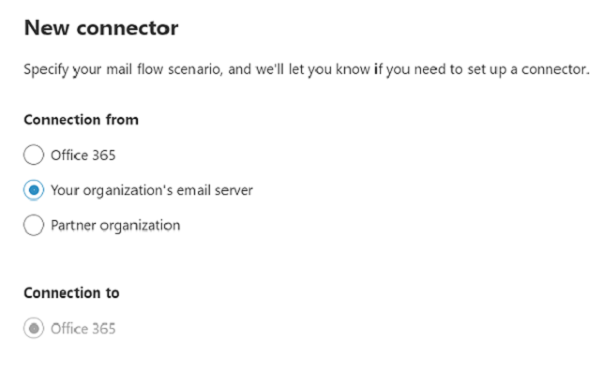 New connector
Specify your mail flow scenario, and we'll let you know if you need to set up a connector.
Connection from
Office 365
Your organization's email server
Partner organization
Connection to
Office 365